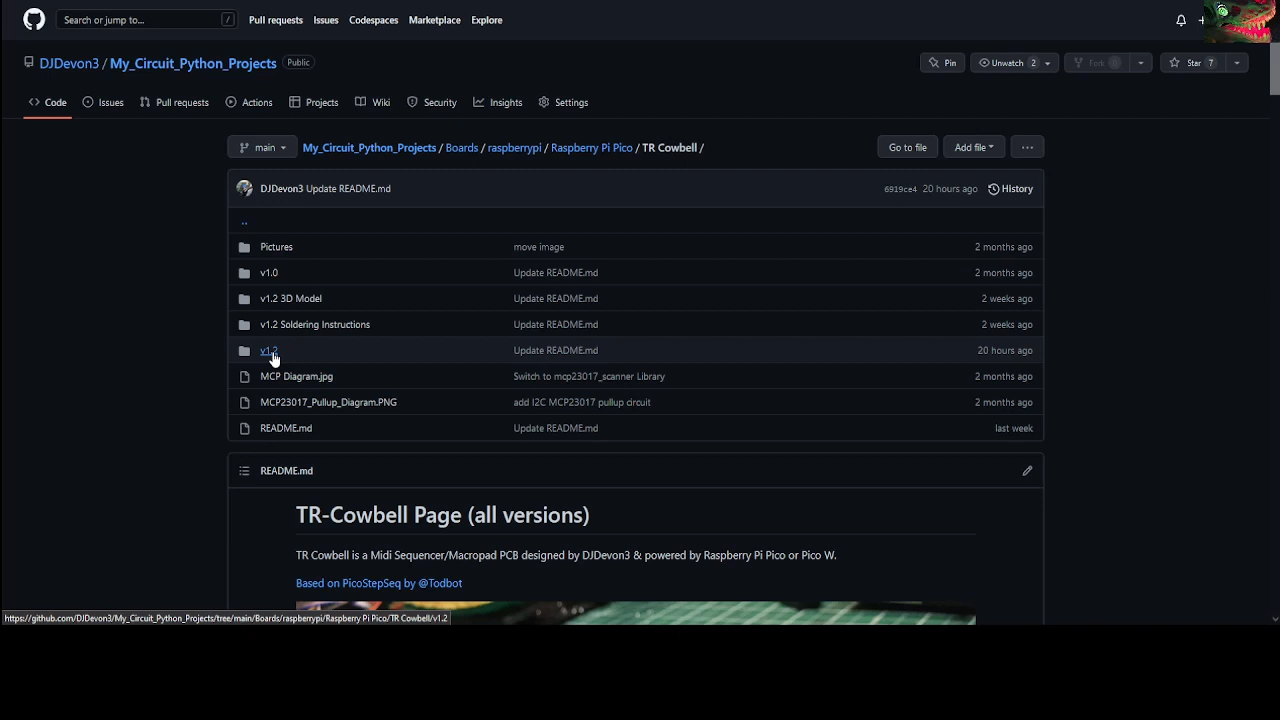 Search or jump to... / Pull requests Issues Codespaces Marketplace Explore
DJDevon3 / My_Circuit_Python_Projects Public Pin Unwatch 2 Fork Star 7
Code Issues Pull requests Actions Projects Wiki Security Insights Settings
main My_Circuit_Python_Projects / Boards / raspberrypi / Raspberry Pi Pico / TR Cowbell / Go to file Add file ...
DJDevon3 Update README.md 6919ce4 20 hours ago History
..
Pictures move image 2 months ago
v1.0 Update README.md 2 months ago
v1.2 3D Model Update README.md 2 weeks ago
v1.2 Soldering Instructions Update README.md 2 weeks ago
v1.2 Update README.md 20 hours ago
MCP Diagram.jpg Switch to mcp23017_scanner Library 2 months ago
MCP23017_Pullup_Diagram.PNG add I2C MCP23017 pullup circuit 2 months ago
README.md Update README.md last week
README.md
TR-Cowbell Page (all versions)
TR Cowbell is a Midi Sequencer/Macropad PCB designed by DJDevon3 & powered by Raspberry Pi Pico or Pico W.
Based on PicoStepSeq by @Todbot
https://github.com/DJDevon3/My_Circuit_Python_Projects/tree/main/Boards/raspberrypi/Raspberry Pi Pico/TR Cowbell/v1.2